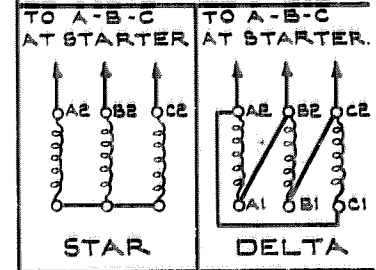 TO A-B-C
AT STARTER
A2 B2 C2
STAR
TO A-B-C
AT STARTER.
A2 B2 C2
A1 B1 C1
DELTA